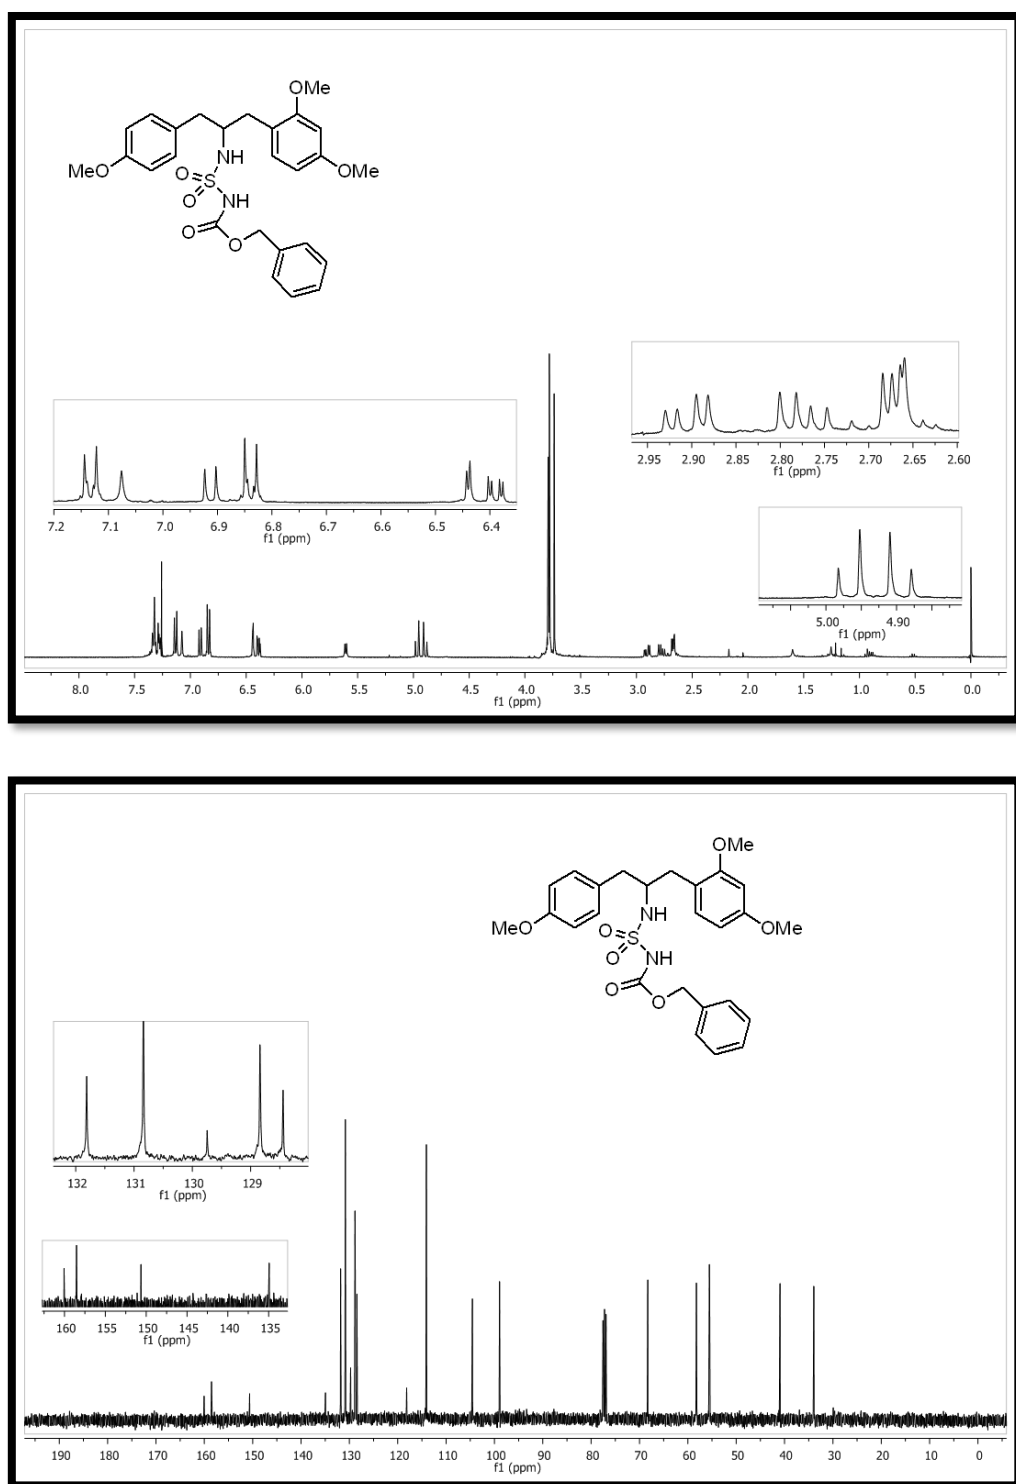 OMe
MeO
NH
OMe
O
S
O
NH
O
O
2.95 2.90 2.85 2.80 2.75 2.70 2.65 2.60
f1 (ppm)
7.2 7.1 7.0 6.9 6.8 6.7 6.6 6.5 6.4
f1 (ppm)
5.00 4.90
f1 (ppm)
8.0 7.5 7.0 6.5 6.0 5.5 5.0 4.5 4.0 3.5 3.0 2.5 2.0 1.5 1.0 0.5 0.0
f1 (ppm)
OMe
MeO
NH
OMe
O
S
O
NH
O
O
132 131 130 129
f1 (ppm)
160 155 150 145 140 135
f1 (ppm)
190 180 170 160 150 140 130 120 110 100 90 80 70 60 50 40 30 20 10 0
f1 (ppm)